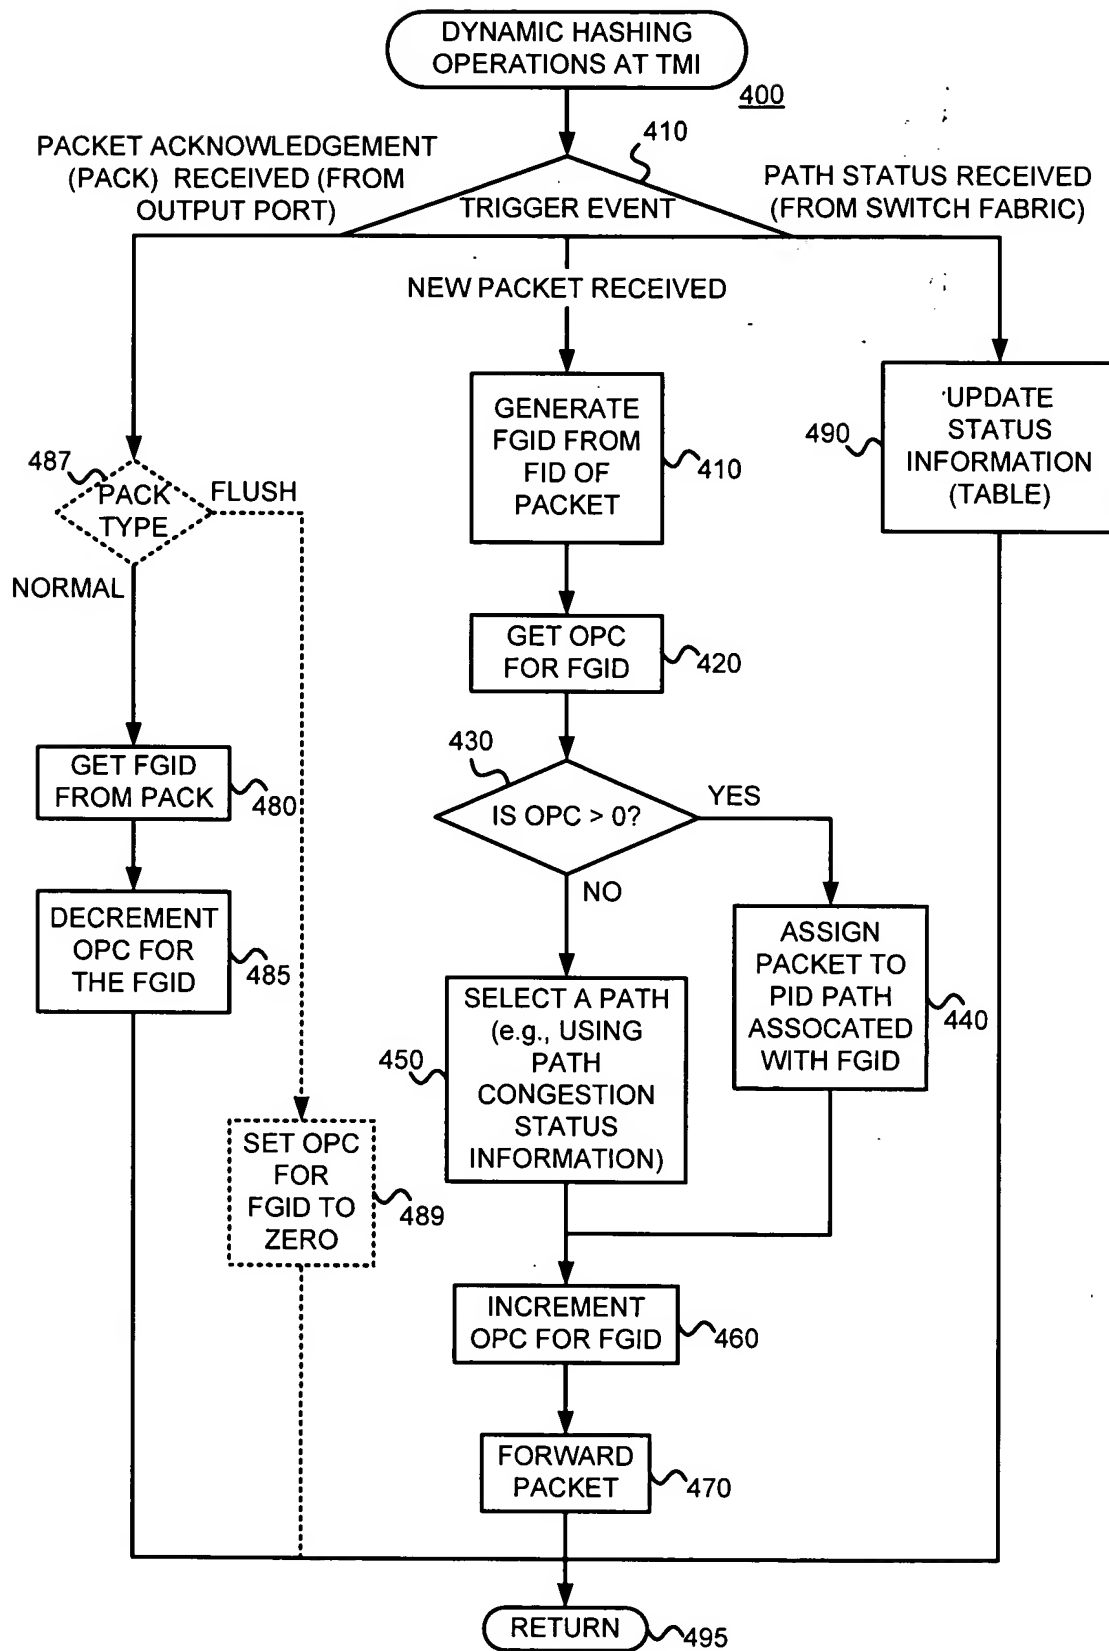 DYNAMIC HASHING
OPERATIONS AT TMI
400
410
PACKET ACKNOWLEDGEMENT
(PACK) RECEIVED (FROM
OUTPUT PORT)
TRIGGER EVENT
PATH STATUS RECEIVED
(FROM SWITCH FABRIC)
NEW PACKET RECEIVED
GENERATE
FGID FROM
FID OF
PACKET
410
UPDATE
STATUS
INFORMATION
(TABLE)
490
487
PACK
TYPE
FLUSH
NORMAL
GET OPC
FOR FGID
420
430
IS OPC > 0?
YES
NO
GET FGID
FROM PACK
480
DECREMENT
OPC FOR
THE FGID
485
ASSIGN
PACKET TO
PID PATH
ASSOCATED
WITH FGID
440
450
SELECT A PATH
(e.g., USING
PATH
CONGESTION
STATUS
INFORMATION)
SET OPC
FOR
FGID TO
ZERO
489
INCREMENT
OPC FOR FGID
460
FORWARD
PACKET
470
RETURN
495